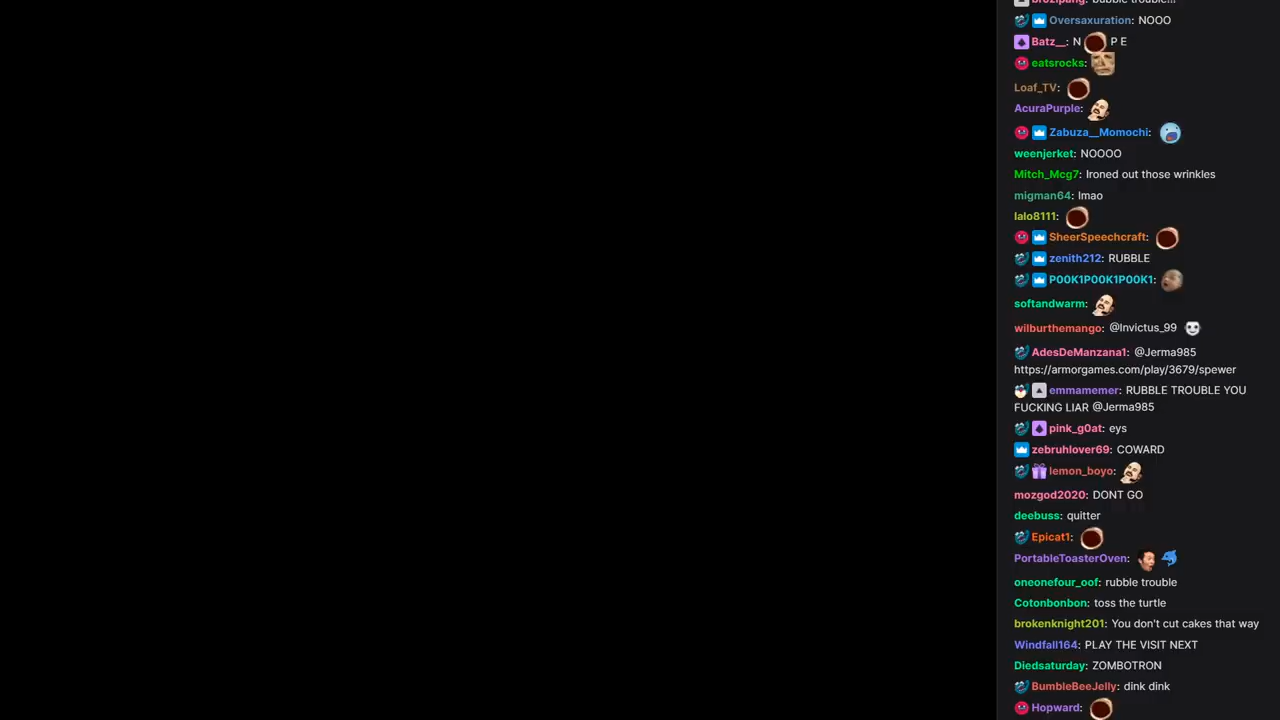 brozipang: bubble trouble...
Oversaxuration: NOOO
Batz__: N P E
eatsrocks:
Loaf_TV:
AcuraPurple:
Zabuza__Momochi:
weenjerket: NOOOO
Mitch_Mcg7: Ironed out those wrinkles
migman64: lmao
lalo8111:
SheerSpeechcraft:
zenith212: RUBBLE
P00K1P00K1P00K1:
softandwarm:
wilburthemango: @Invictus_99
AdesDeManzana1: @Jerma985
https://armorgames.com/play/3679/spewer
emmamemer: RUBBLE TROUBLE YOU
FUCKING LIAR @Jerma985
pink_g0at: eys
zebruhlover69: COWARD
lemon_boyo:
mozgod2020: DONT GO
deebuss: quitter
Epicat1:
PortableToasterOven:
oneonefour_oof: rubble trouble
Cotonbonbon: toss the turtle
brokenknight201: You don't cut cakes that way
Windfall164: PLAY THE VISIT NEXT
Diedsaturday: ZOMBOTRON
BumbleBeeJelly: dink dink
Hopward: